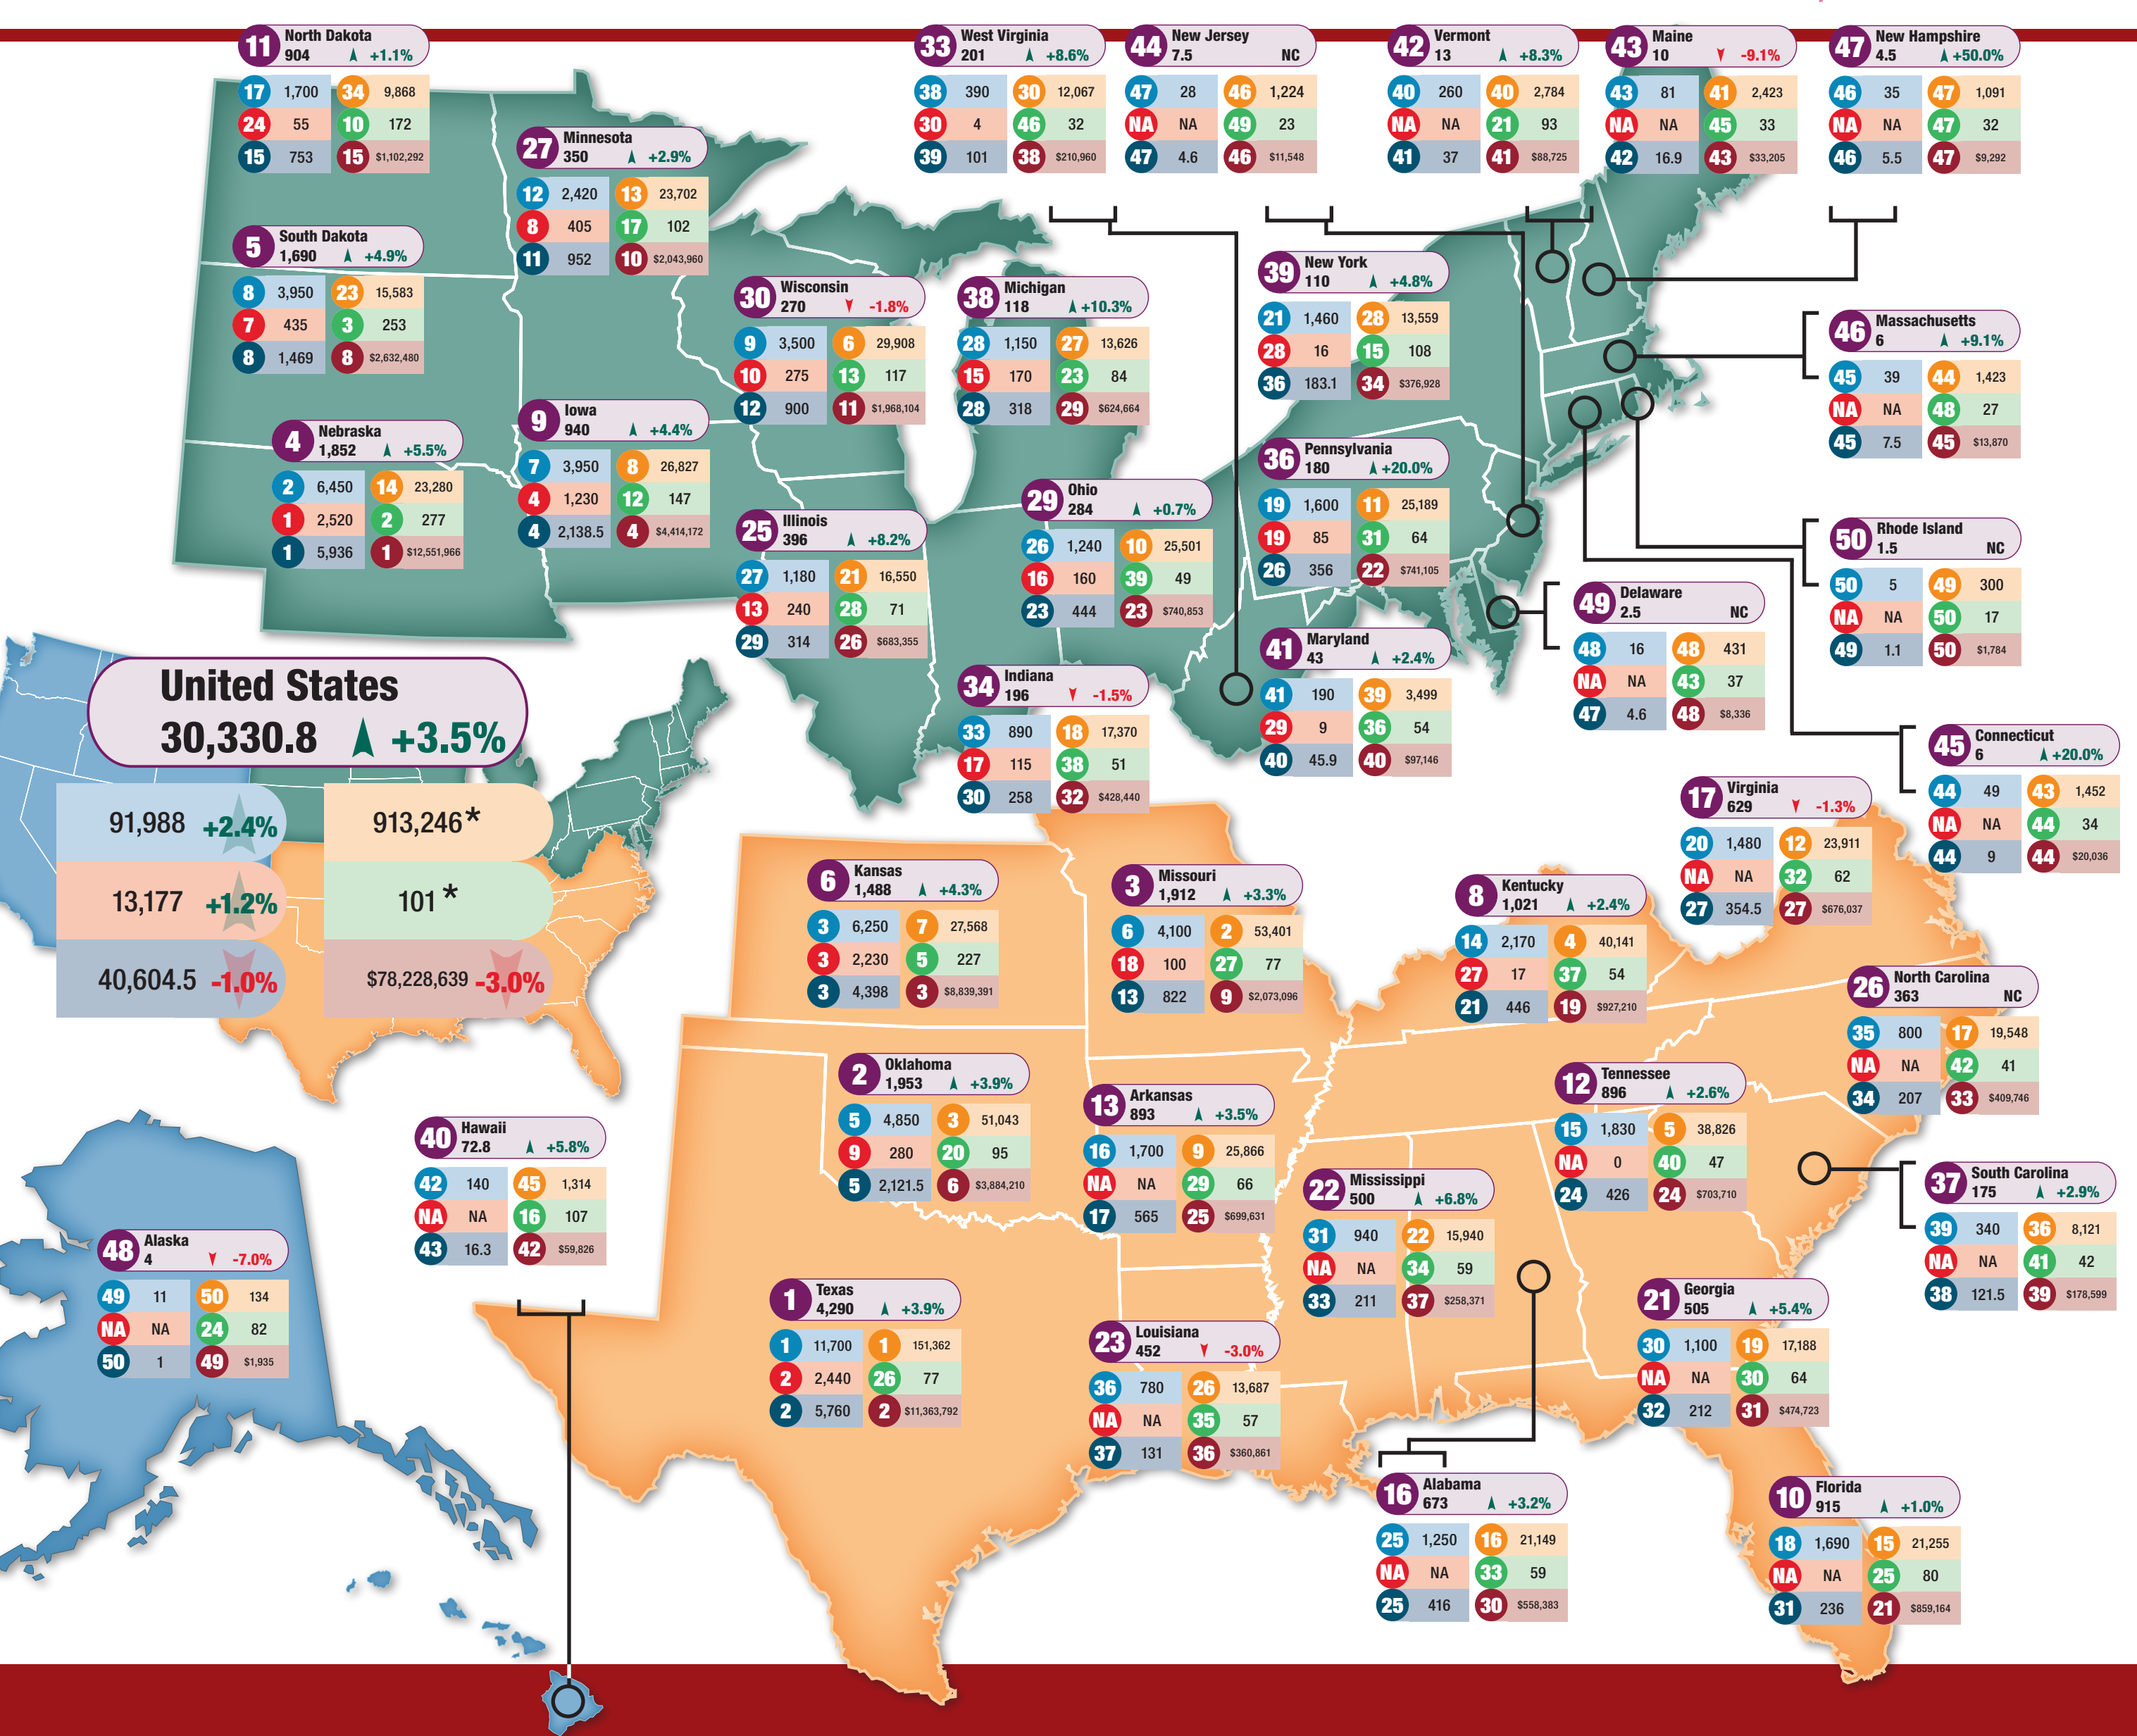 11 North Dakota
904 +1.1%
17 1,700 34 9,868
24 55 10 172
15 753 15 $1,102,292
33 West Virginia
201 +8.6%
38 390 30 12,067
30 4 46 32
39 101 38 $210,960
44 New Jersey
7.5 NC
47 28 46 1,224
NA NA 49 23
47 4.6 46 $11,548
42 Vermont
13 +8.3%
40 260 40 2,784
NA NA 21 93
41 37 41 $88,725
43 Maine
10 -9.1%
43 81 41 2,423
NA NA 45 33
42 16.9 43 $33,205
47 New Hampshire
4.5 +50.0%
46 35 47 1,091
NA NA 47 32
46 5.5 47 $9,292
27 Minnesota
350 +2.9%
12 2,420 13 23,702
8 405 17 102
11 952 10 $2,043,960
5 South Dakota
1,690 +4.9%
8 3,950 23 15,583
7 435 3 253
8 1,469 8 $2,632,480
30 Wisconsin
270 -1.8%
9 3,500 6 29,908
10 275 13 117
12 900 11 $1,968,104
38 Michigan
118 +10.3%
28 1,150 27 13,626
15 170 23 84
28 318 29 $624,664
39 New York
110 +4.8%
21 1,460 28 13,559
28 16 15 108
36 183.1 34 $376,928
46 Massachusetts
6 +9.1%
45 39 44 1,423
NA NA 48 27
45 7.5 45 $13,870
4 Nebraska
1,852 +5.5%
2 6,450 14 23,280
1 2,520 2 277
1 5,936 1 $12,551,966
9 Iowa
940 +4.4%
7 3,950 8 26,827
4 1,230 12 147
4 2,138.5 4 $4,414,172
25 Illinois
396 +8.2%
27 1,180 21 16,550
13 240 28 71
29 314 26 $683,355
29 Ohio
284 +0.7%
26 1,240 10 25,501
16 160 39 49
23 444 23 $740,853
36 Pennsylvania
180 +20.0%
19 1,600 11 25,189
19 85 31 64
26 356 22 $741,105
50 Rhode Island
1.5 NC
50 5 49 300
NA NA 50 17
49 1.1 50 $1,784
49 Delaware
2.5 NC
48 16 48 431
NA NA 43 37
47 4.6 48 $8,336
41 Maryland
43 +2.4%
41 190 39 3,499
29 9 36 54
40 45.9 40 $97,146
34 Indiana
196 -1.5%
33 890 18 17,370
17 115 38 51
30 258 32 $428,440
United States
30,330.8 +3.5%
91,988 +2.4% 913,246*
13,177 +1.2% 101*
40,604.5 -1.0% $78,228,639 -3.0%
45 Connecticut
6 +20.0%
44 49 43 1,452
NA NA 44 34
44 9 44 $20,036
17 Virginia
629 -1.3%
20 1,480 12 23,911
NA NA 32 62
27 354.5 27 $676,037
6 Kansas
1,488 +4.3%
3 6,250 7 27,568
3 2,230 5 227
3 4,398 3 $8,839,391
3 Missouri
1,912 +3.3%
6 4,100 2 53,401
18 100 27 77
13 822 9 $2,073,096
8 Kentucky
1,021 +2.4%
14 2,170 4 40,141
27 17 37 54
21 446 19 $927,210
26 North Carolina
363 NC
35 800 17 19,548
NA NA 42 41
34 207 33 $409,746
2 Oklahoma
1,953 +3.9%
5 4,850 3 51,043
9 280 20 95
5 2,121.5 6 $3,884,210
13 Arkansas
893 +3.5%
16 1,700 9 25,866
NA NA 29 66
17 565 25 $699,631
12 Tennessee
896 +2.6%
15 1,830 5 38,826
NA 0 40 47
24 426 24 $703,710
40 Hawaii
72.8 +5.8%
42 140 45 1,314
NA NA 16 107
43 16.3 42 $59,826
22 Mississippi
500 +6.8%
31 940 22 15,940
NA NA 34 59
33 211 37 $258,371
37 South Carolina
175 +2.9%
39 340 36 8,121
NA NA 41 42
38 121.5 39 $178,599
48 Alaska
4 -7.0%
49 11 50 134
NA NA 24 82
50 1 49 $1,935
1 Texas
4,290 +3.9%
1 11,700 1 151,362
2 2,440 26 77
2 5,760 2 $11,363,792
23 Louisiana
452 -3.0%
36 780 26 13,687
NA NA 35 57
37 131 36 $360,861
21 Georgia
505 +5.4%
30 1,100 19 17,188
NA NA 30 64
32 212 31 $474,723
16 Alabama
673 +3.2%
25 1,250 16 21,149
NA NA 33 59
25 416 30 $558,383
10 Florida
915 +1.0%
18 1,690 15 21,255
NA NA 25 80
31 236 21 $859,164